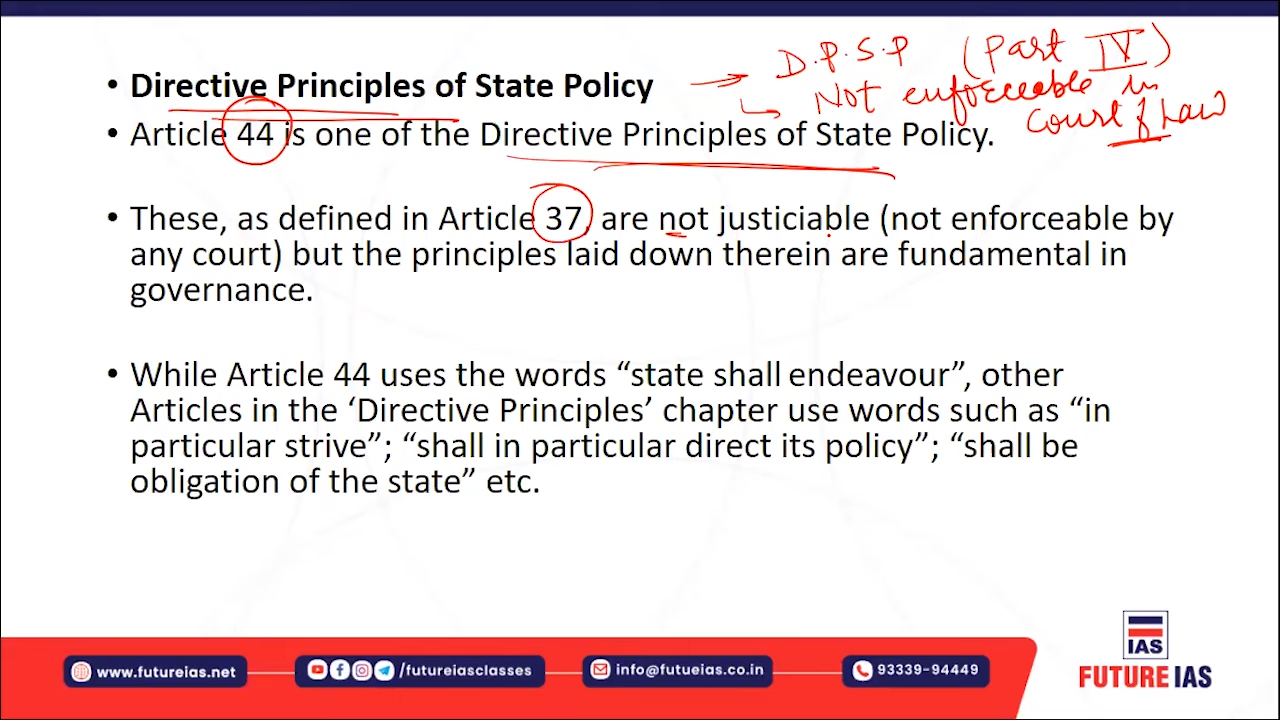 D.P.S.P (Part IV)
Not enforceable in
Court of Law
• Directive Principles of State Policy
• Article 44 is one of the Directive Principles of State Policy.
• These, as defined in Article 37, are not justiciable (not enforceable by
any court) but the principles laid down therein are fundamental in
governance.
• While Article 44 uses the words “state shall endeavour”, other
Articles in the ‘Directive Principles’ chapter use words such as “in
particular strive”; “shall in particular direct its policy”; “shall be
obligation of the state” etc.
www.futureias.net
/futureiasclasses
info@futueias.co.in
93339-94449
IAS
FUTURE IAS